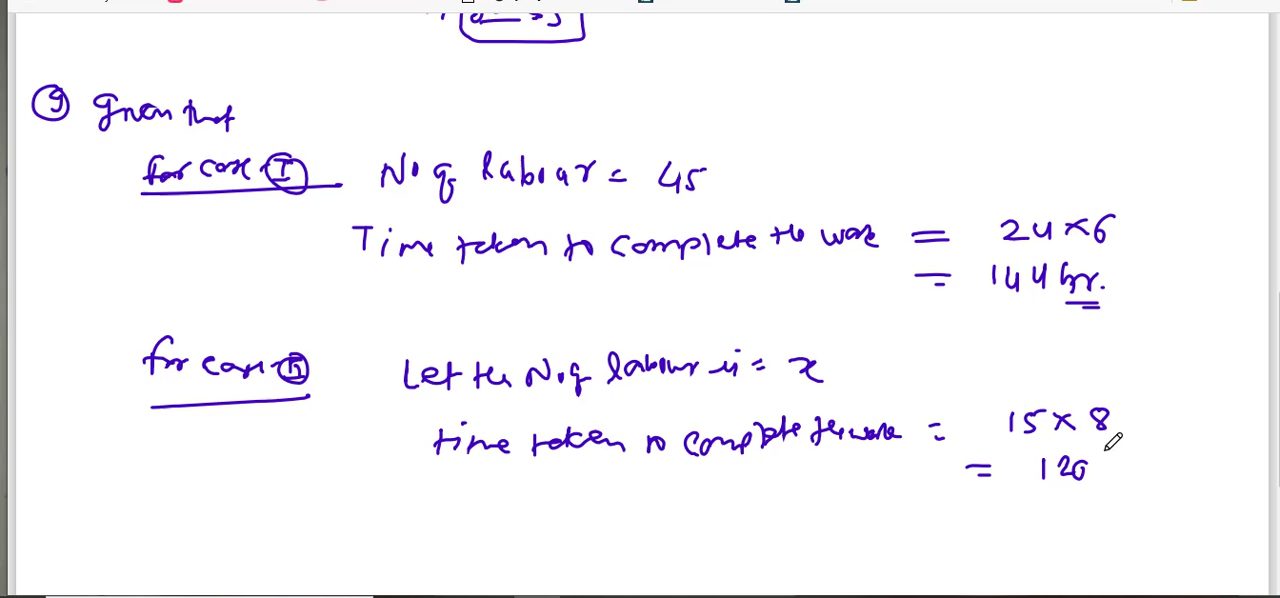 ⑨ Given that
for case Ⅰ No of labour = 45
Time taken to complete the work = 24×6
= 144 hr.
for case Ⅱ Let the No of labour is = x
time taken to complete the work = 15 × 8
= 120